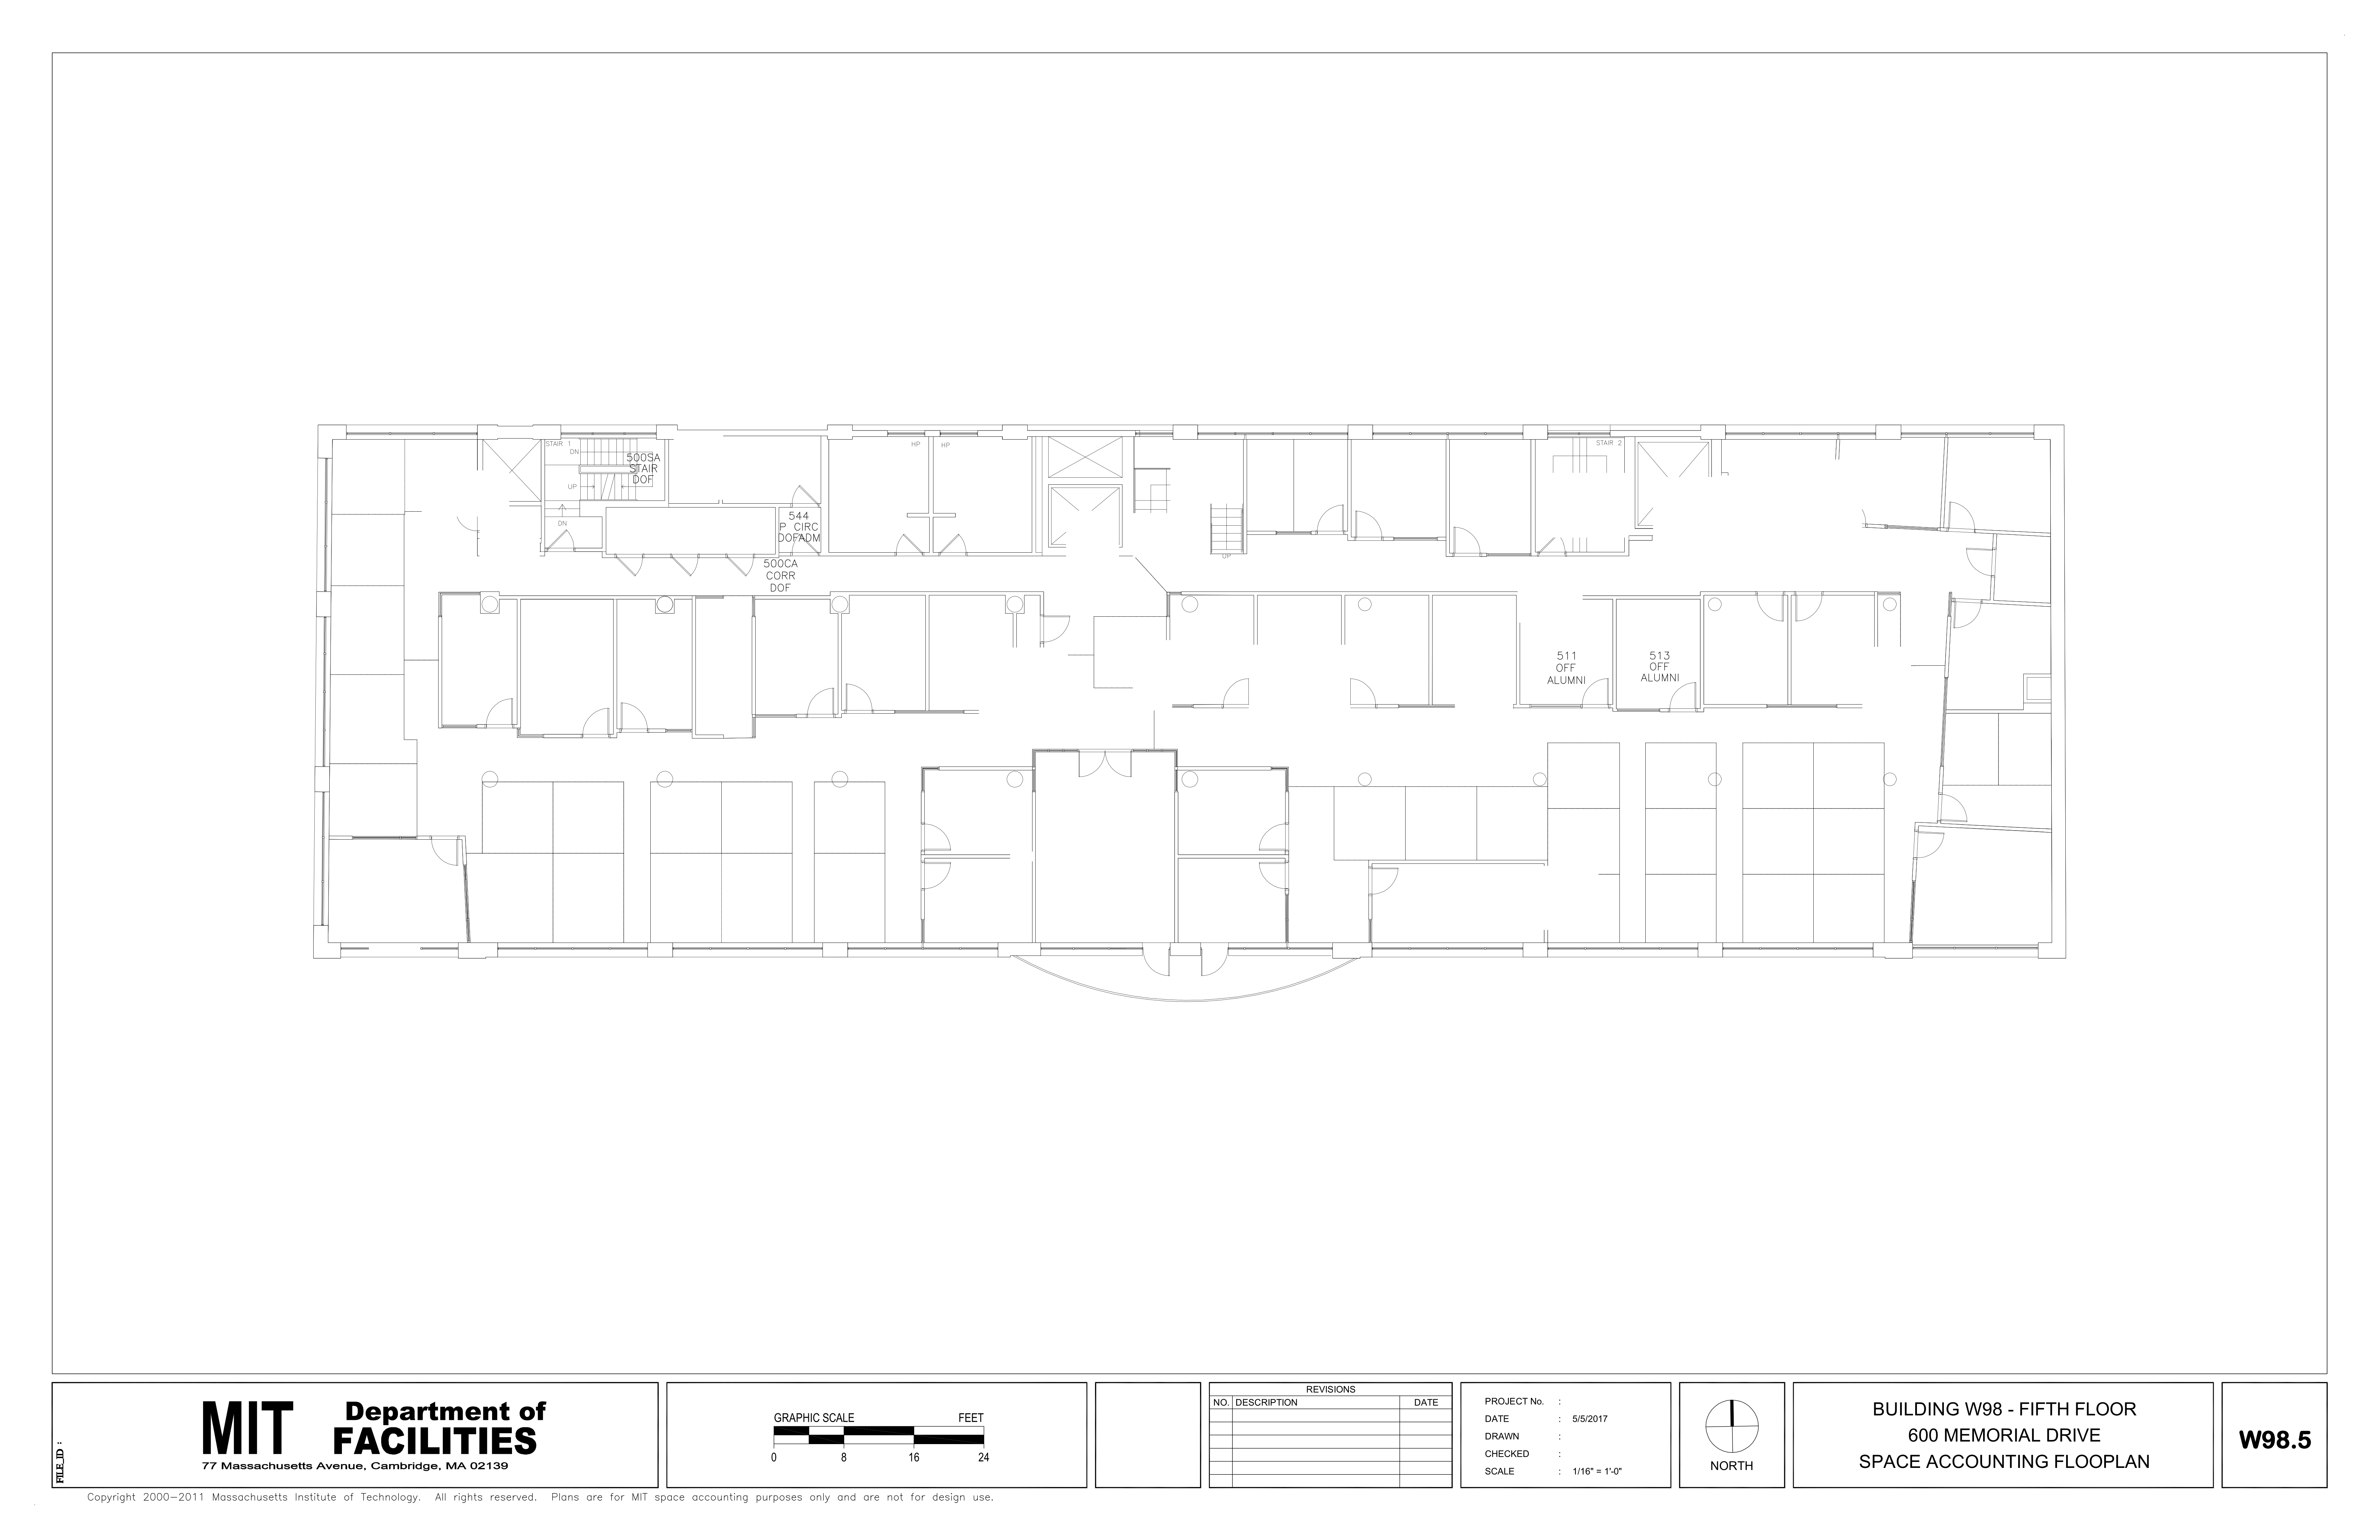 STAIR 1
DN
UP
DN
500SA
STAIR
DOF
544
P CIRC
DOFADM
500CA
CORR
DOF
HP
HP
UP
STAIR 2
511
OFF
ALUMNI
513
OFF
ALUMNI
FILE_ID :
MIT Department of
FACILITIES
77 Massachusetts Avenue, Cambridge, MA 02139
GRAPHIC SCALE FEET
0 8 16 24
REVISIONS
NO. DESCRIPTION DATE
PROJECT No. :
DATE : 5/5/2017
DRAWN :
CHECKED :
SCALE : 1/16" = 1'-0"
NORTH
BUILDING W98 - FIFTH FLOOR
600 MEMORIAL DRIVE
SPACE ACCOUNTING FLOOPLAN
W98.5
Copyright 2000-2011 Massachusetts Institute of Technology. All rights reserved. Plans are for MIT space accounting purposes only and are not for design use.